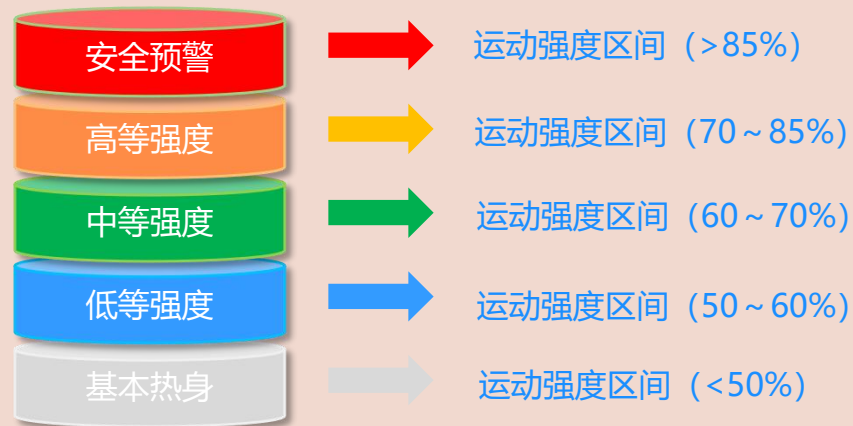 安全预警 运动强度区间（>85%）
高等强度 运动强度区间（70～85%）
中等强度 运动强度区间（60～70%）
低等强度 运动强度区间（50～60%）
基本热身 运动强度区间（<50%）